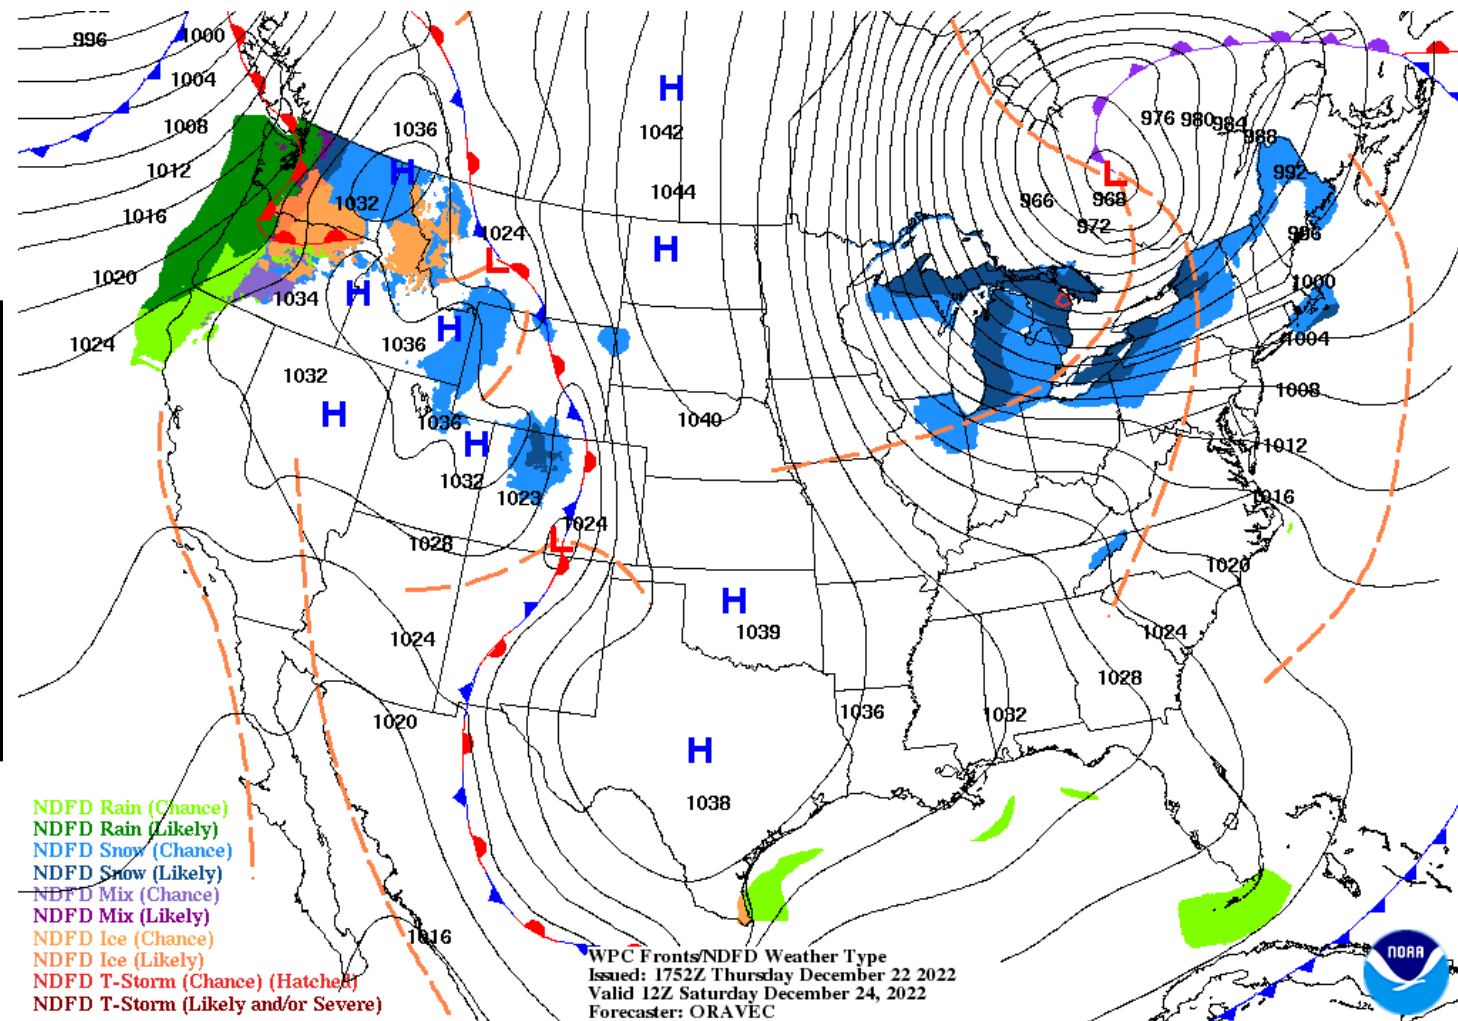 996
1000
1004
1008
1012
1016
1020
1024
1036
H
1032
1034
H
H
1036
1032
H
1036
H
1032
1023
1028
1024
L
1024
L
1024
1020
1016
H
1042
1044
H
1040
H
1039
H
1038
1036
1032
1028
1024
1020
1016
1012
1008
1004
1000
996
992
988
984
980
976
L
968
966
972
NDFD Rain (Chance)
NDFD Rain (Likely)
NDFD Snow (Chance)
NDFD Snow (Likely)
NDFD Mix (Chance)
NDFD Mix (Likely)
NDFD Ice (Chance)
NDFD Ice (Likely)
NDFD T-Storm (Chance) (Hatched)
NDFD T-Storm (Likely and/or Severe)
WPC Fronts/NDFD Weather Type
Issued: 1752Z Thursday December 22 2022
Valid 12Z Saturday December 24, 2022
Forecaster: ORAVEC
NOAA